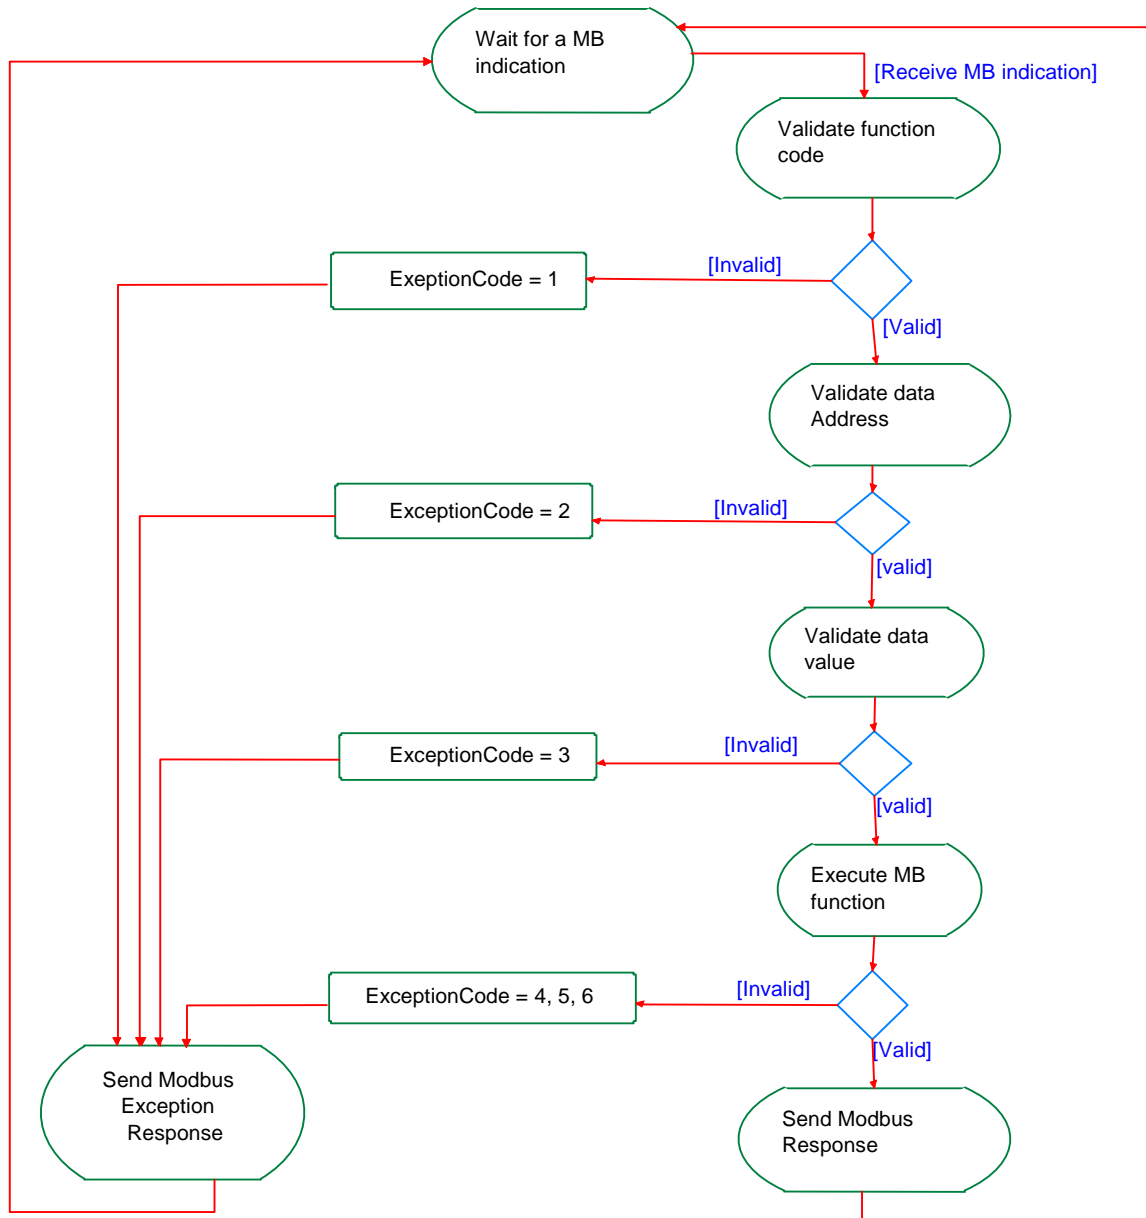 Wait for a MB
indication
[Receive MB indication]
Validate function
code
[Invalid]
ExeptionCode = 1
[Valid]
Validate data
Address
[Invalid]
ExceptionCode = 2
[valid]
Validate data
value
[Invalid]
ExceptionCode = 3
[valid]
Execute MB
function
[Invalid]
ExceptionCode = 4, 5, 6
[Valid]
Send Modbus
Exception
Response
Send Modbus
Response